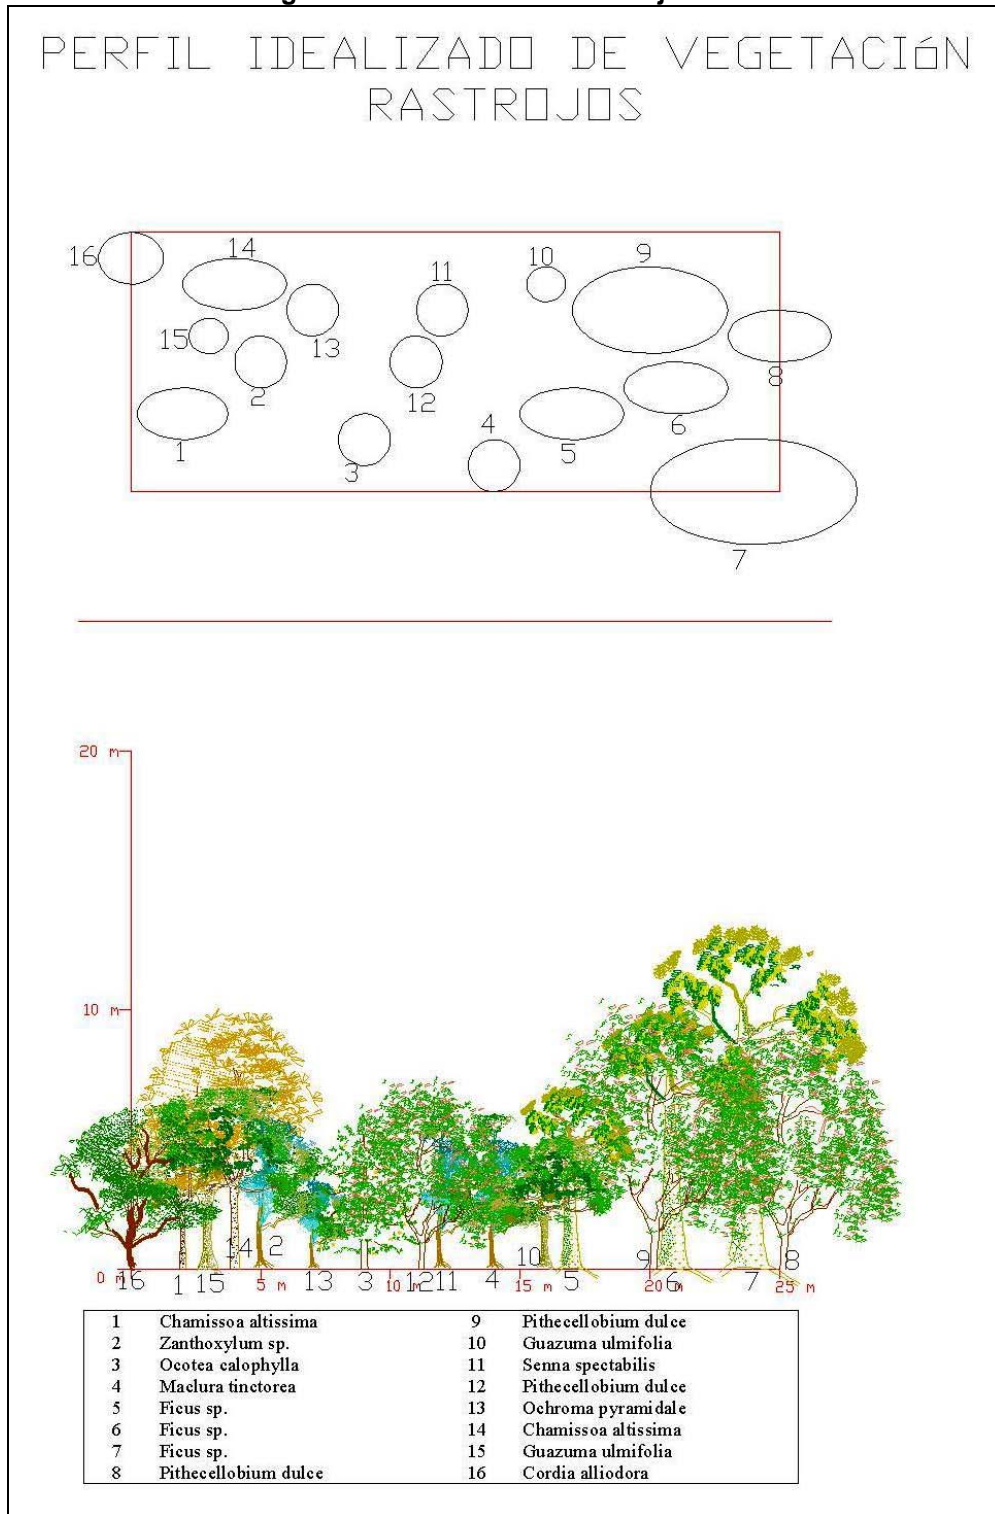 PERFIL IDEALIZADO DE VEGETACIóN
RASTROJOS
16
14
10
9
11
15
13
2
12
8
1
3
4
5
6
7
20 m
10 m
0 m
16 1 15 14 5 m 2 13 3 10 m 12 11 4 15 m 10 5 9 20 m 6 7 25 m 8
1 Chamissoa altissima 9 Pithecellobium dulce
2 Zanthoxylum sp. 10 Guazuma ulmifolia
3 Ocotea calophylla 11 Senna spectabilis
4 Maclura tinctorea 12 Pithecellobium dulce
5 Ficus sp. 13 Ochroma pyramidale
6 Ficus sp. 14 Chamissoa altissima
7 Ficus sp. 15 Guazuma ulmifolia
8 Pithecellobium dulce 16 Cordia alliodora